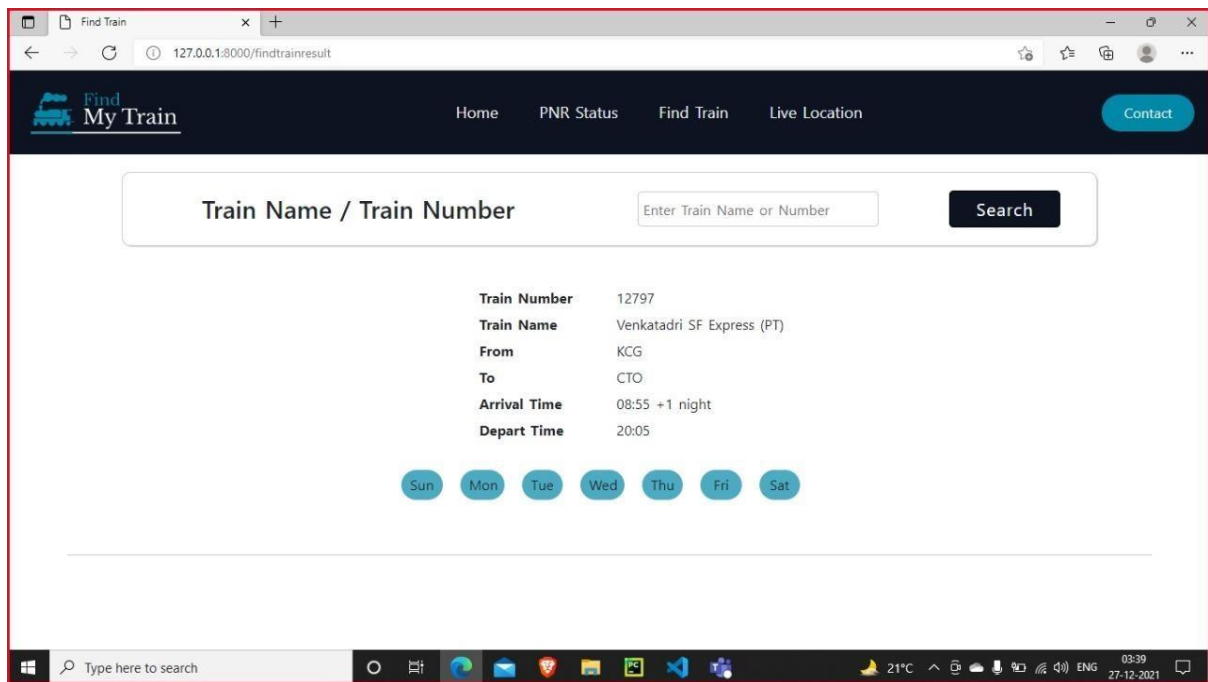 Find Train
127.0.0.1:8000/findtrainresult
Find
My Train
Home PNR Status Find Train Live Location Contact
Train Name / Train Number Enter Train Name or Number Search
Train Number 12797
Train Name Venkatadri SF Express (PT)
From KCG
To CTO
Arrival Time 08:55 +1 night
Depart Time 20:05
Sun Mon Tue Wed Thu Fri Sat
Type here to search 21°C ENG 03:39
27-12-2021